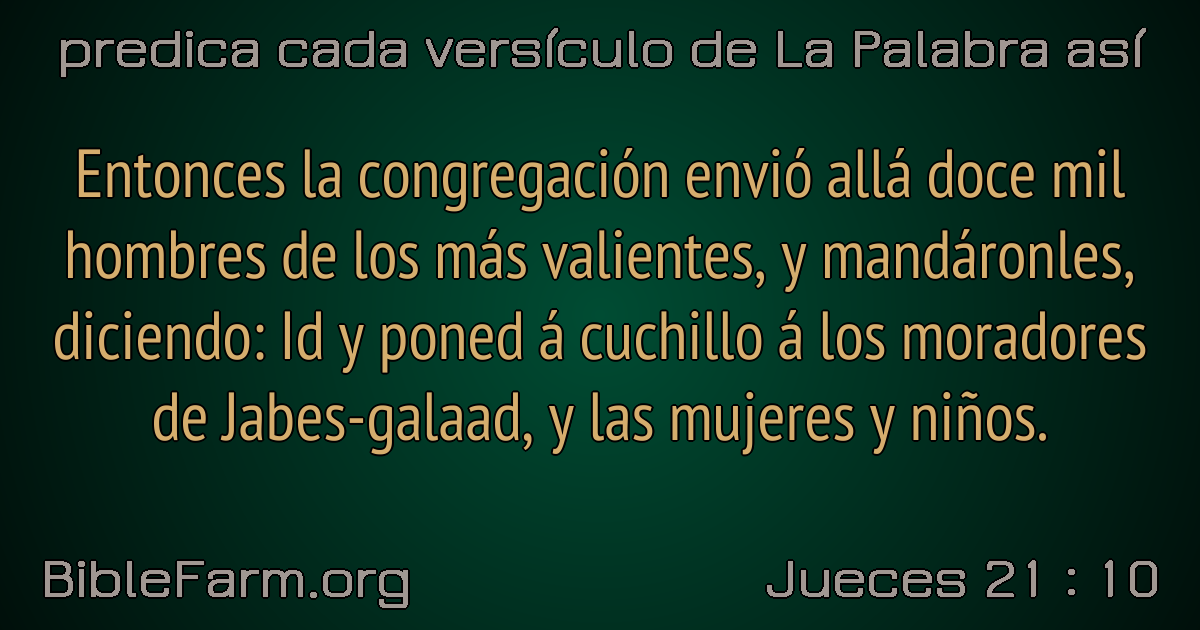 predica cada versículo de La Palabra así
Entonces la congregación envió allá doce mil
hombres de los más valientes, y mandáronles,
diciendo: Id y poned á cuchillo á los moradores
de Jabes-galaad, y las mujeres y niños.
BibleFarm.org
Jueces 21 : 10